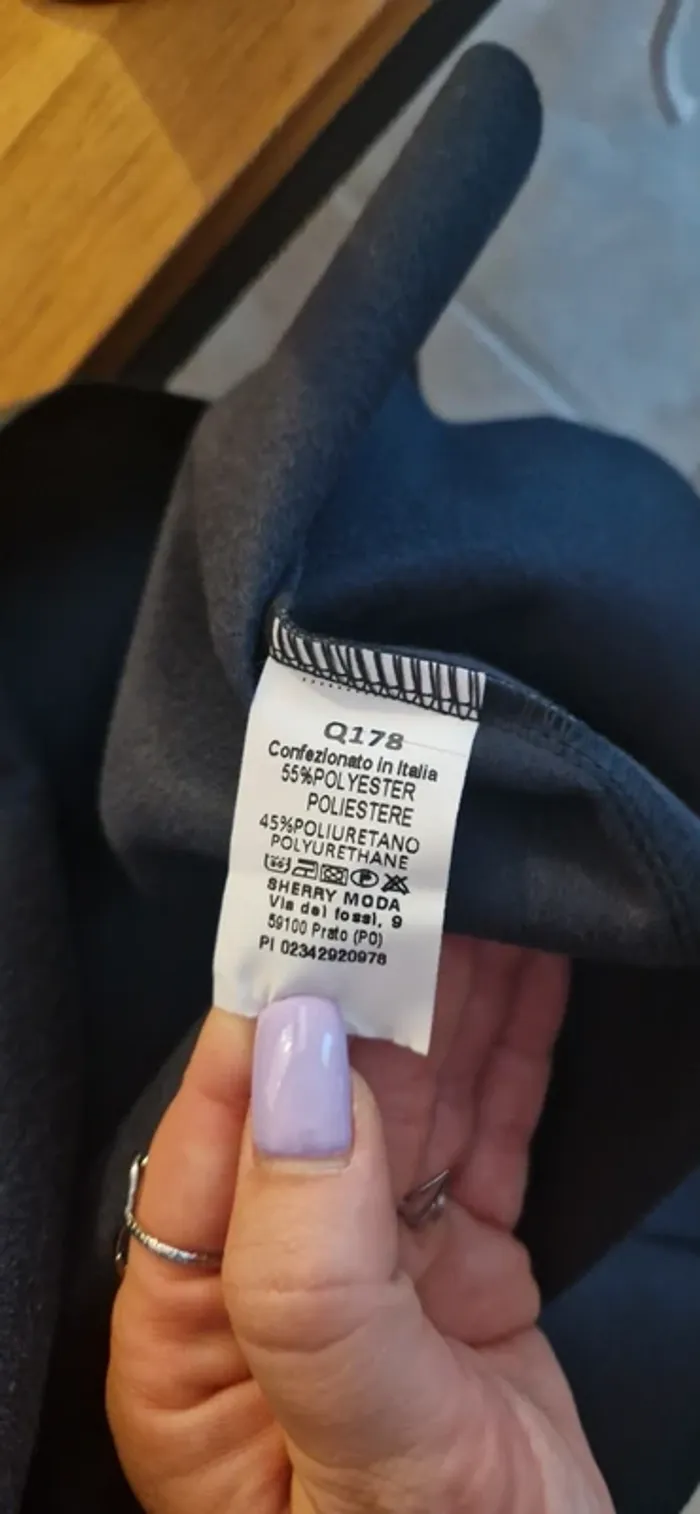 Q178
Confezionato in Italia
55%POLYESTER
POLIESTERE
45%POLIURETANO
POLYURETHANE
SHERRY MODA
Via dei fossi, 9
59100 Prato (PO)
PI 02342920978